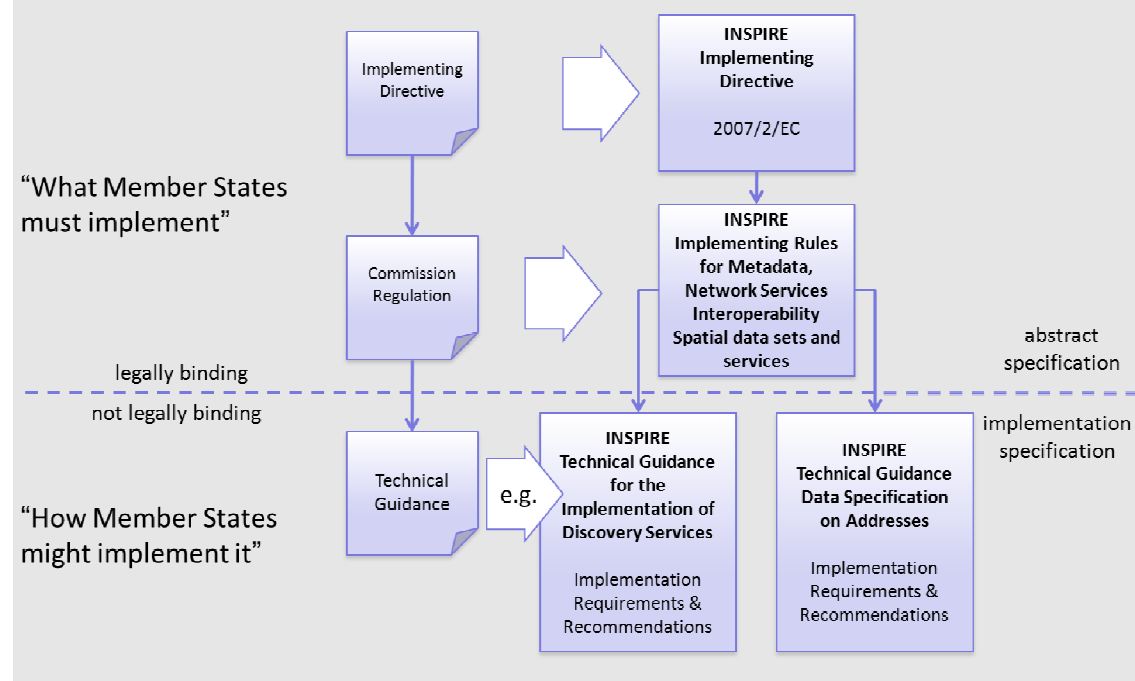 Implementing
Directive
INSPIRE
Implementing
Directive
2007/2/EC
“What Member States
must implement”
Commission
Regulation
INSPIRE
Implementing Rules
for Metadata,
Network Services
Interoperability
Spatial data sets and
services
abstract
specification
legally binding
not legally binding
implementation
specification
“How Member States
might implement it”
Technical
Guidance
e.g.
INSPIRE
Technical Guidance
for the
Implementation of
Discovery Services
Implementation
Requirements &
Recommendations
INSPIRE
Technical Guidance
Data Specification
on Addresses
Implementation
Requirements &
Recommendations